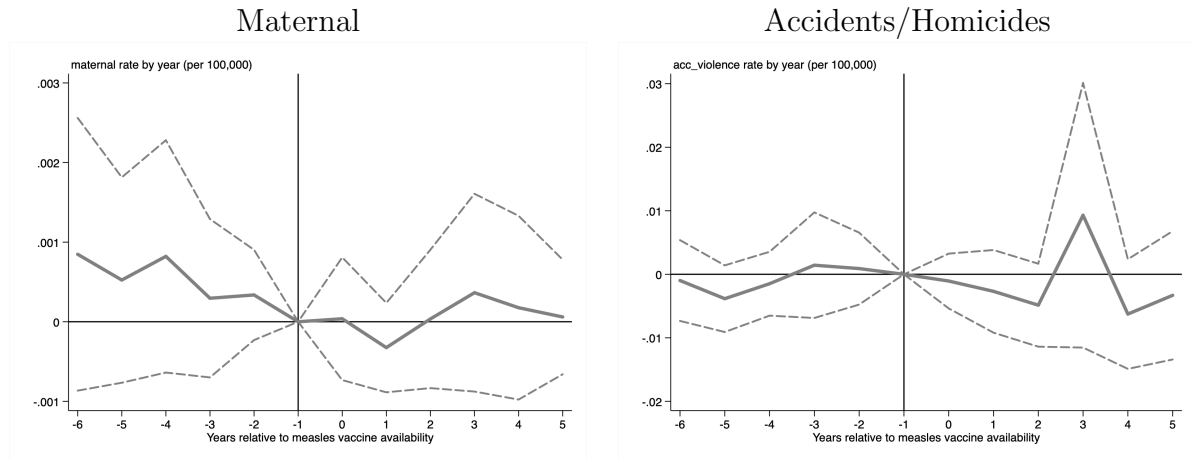 Maternal
maternal rate by year (per 100,000)
.003
.002
.001
0
-.001
-6 -5 -4 -3 -2 -1 0 1 2 3 4 5
Years relative to measles vaccine availability
Accidents/Homicides
acc_violence rate by year (per 100,000)
.03
.02
.01
0
-.01
-.02
-6 -5 -4 -3 -2 -1 0 1 2 3 4 5
Years relative to measles vaccine availability